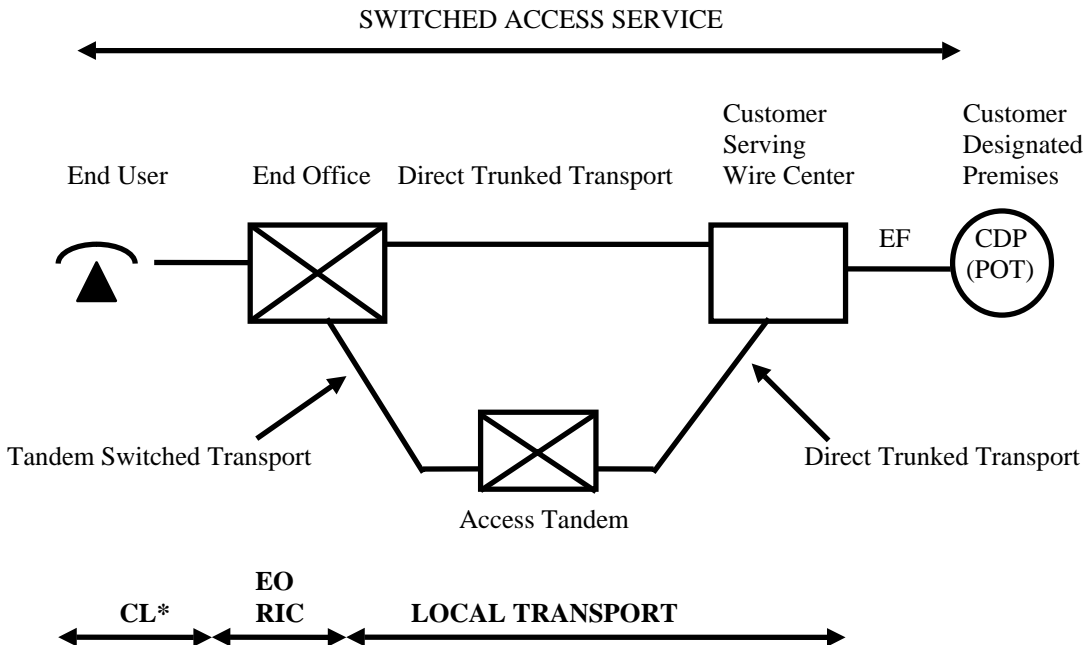 SWITCHED ACCESS SERVICE
Customer
Serving
Wire Center
Customer
Designated
Premises
End User
End Office
Direct Trunked Transport
EF
CDP
(POT)
Tandem Switched Transport
Direct Trunked Transport
Access Tandem
CL*
EO
RIC
LOCAL TRANSPORT